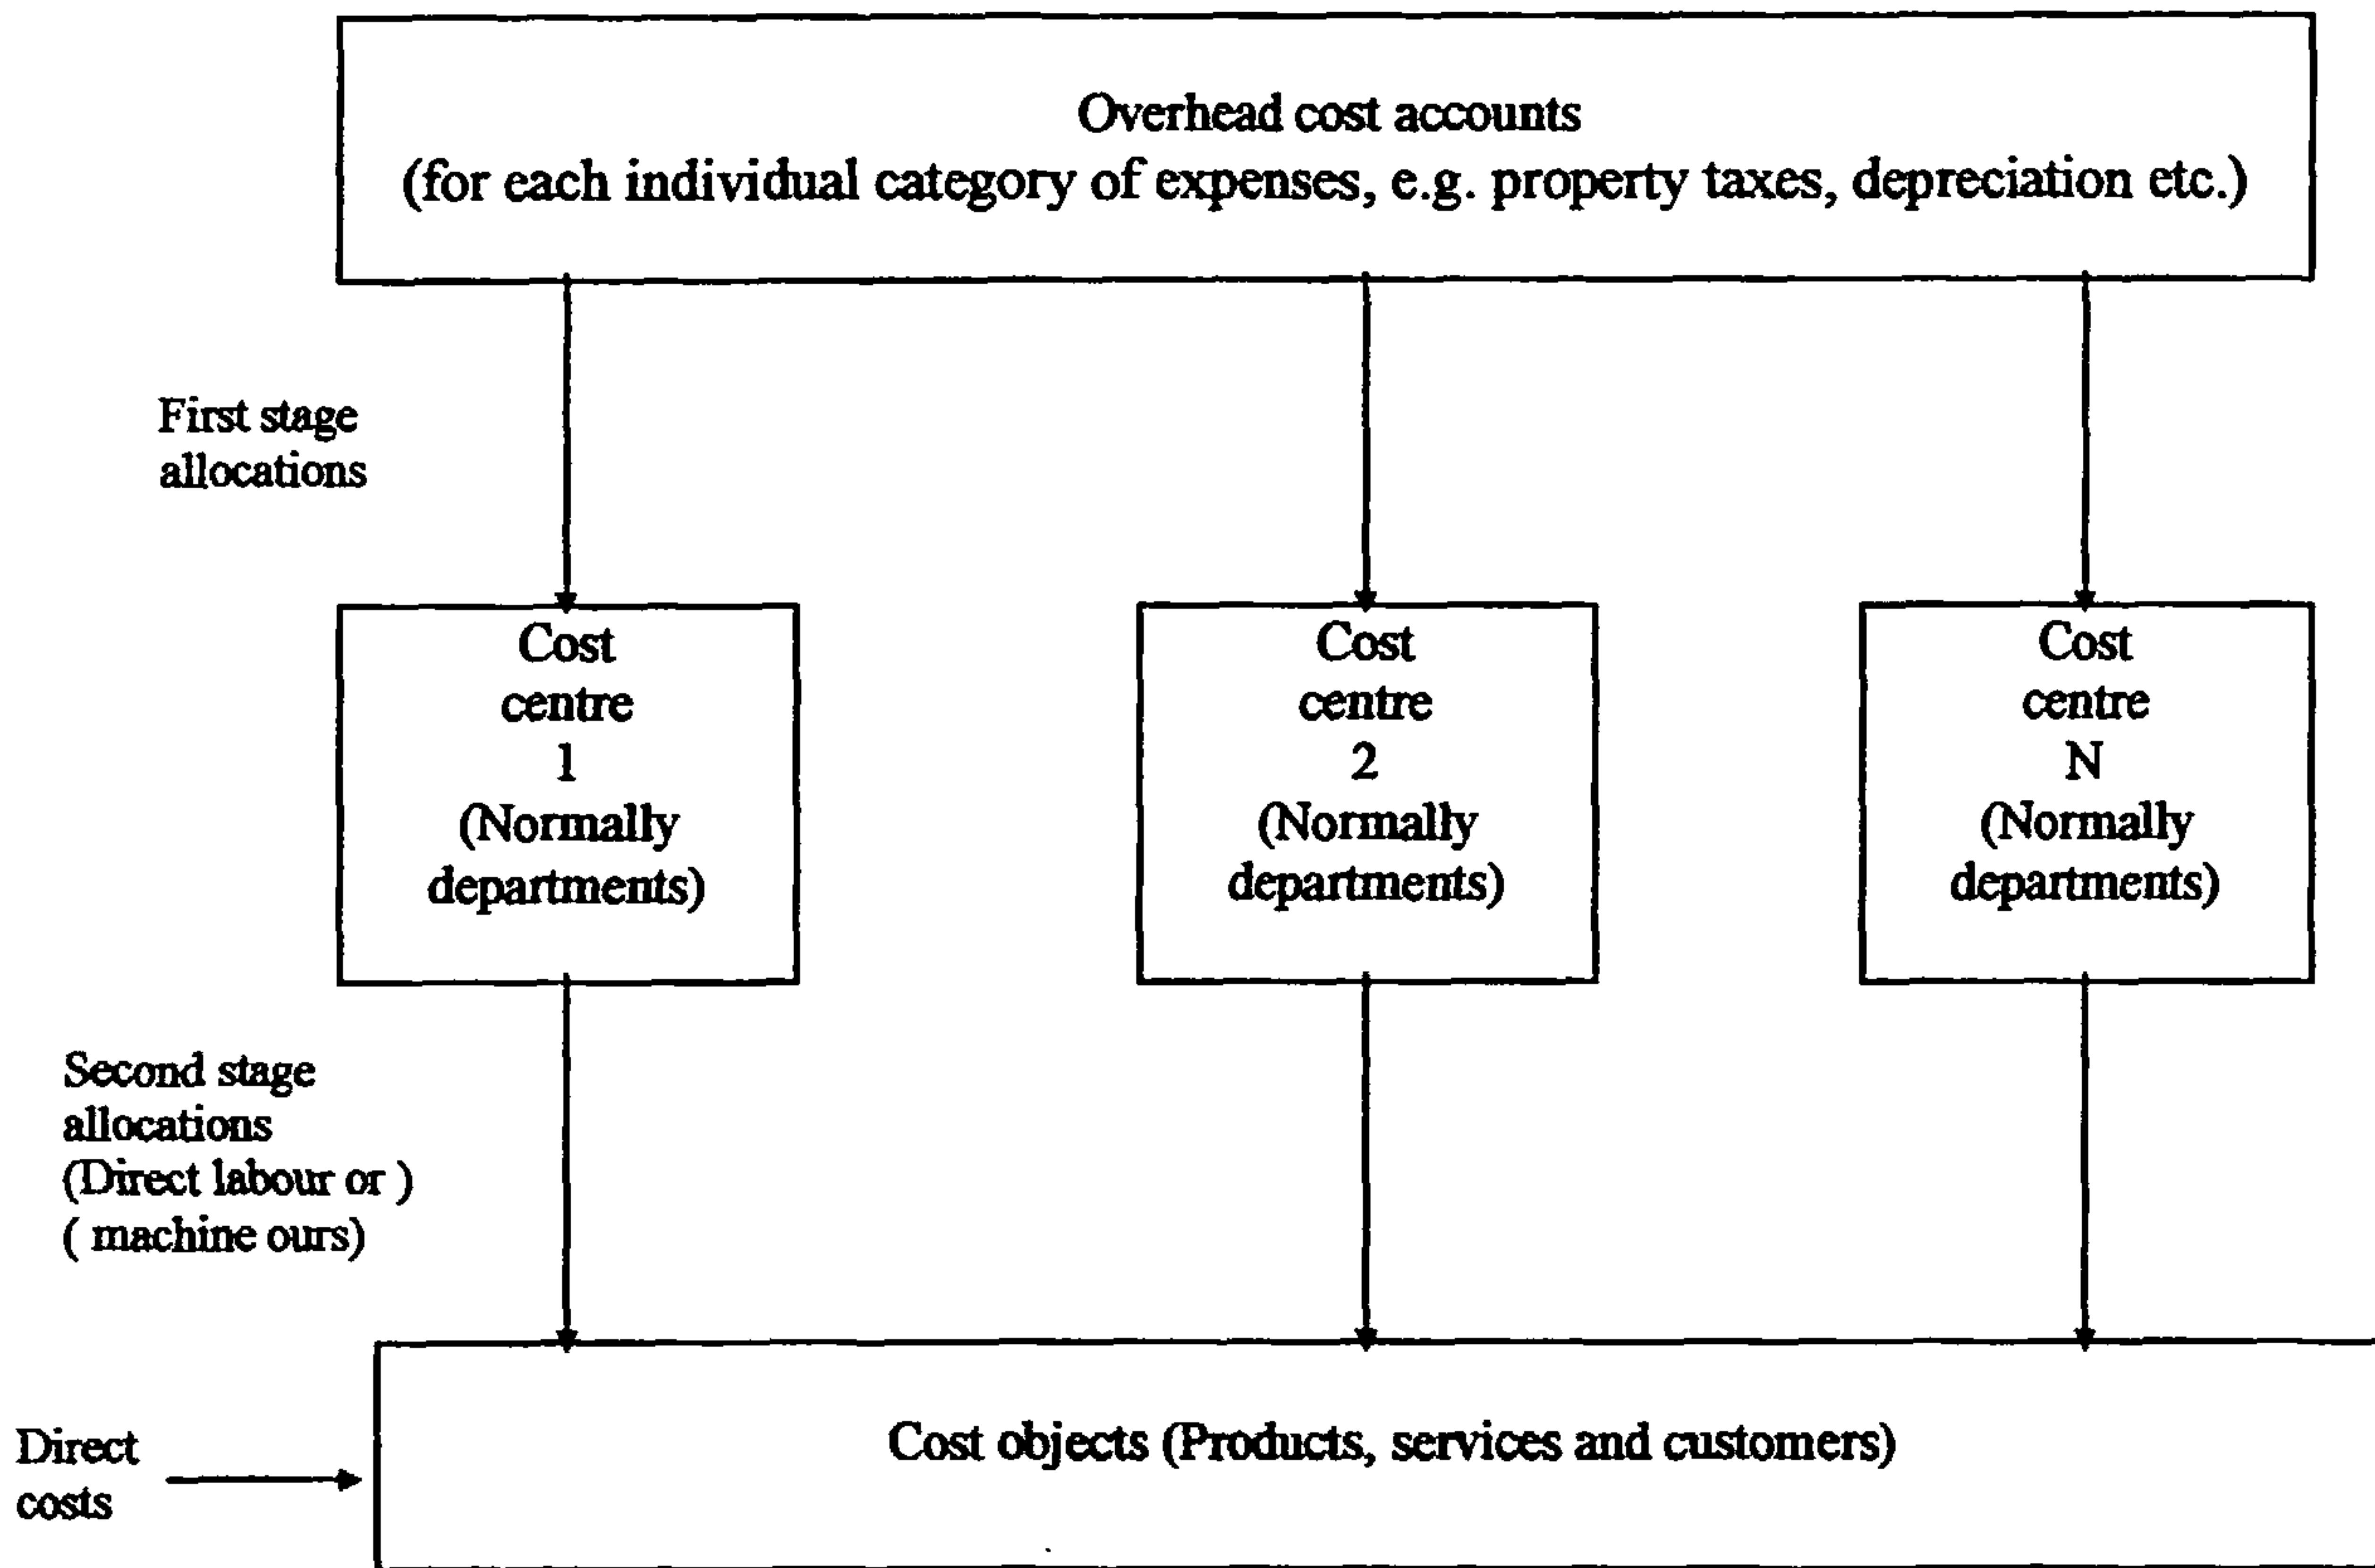 Overhead cost accounts
(for each individual category of expenses, e.g. property taxes, depreciation etc.)
First stage
allocations
Cost
centre
1
(Normally
departments)
Cost
centre
2
(Normally
departments)
Cost
centre
N
(Normally
departments)
Second stage
allocations
(Direct labour or )
( machine ours)
Direct
costs
Cost objects (Products, services and customers)